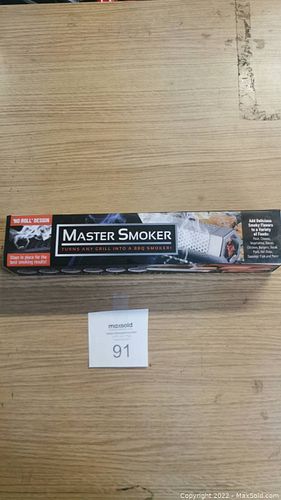 "NO ROLL" DESIGN
Stays in place for the
best smoking results!
MASTER SMOKER
TURNS ANY GRILL INTO A BBQ SMOKER!
Add Delicious
Smoky Flavors
to a Variety
of Foods:
maxsold
91
Copyright 2022 - MaxSold